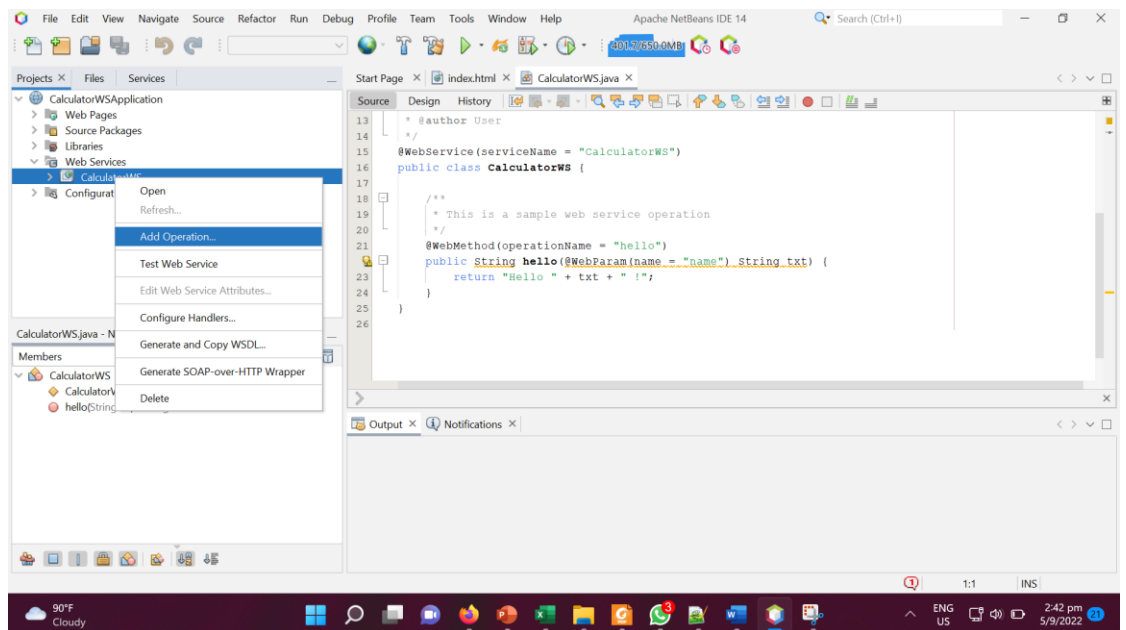 File Edit View Navigate Source Refactor Run Debug Profile Team Tools Window Help Apache NetBeans IDE 14 Search (Ctrl+I)
401.7/650.0MB
Projects Files Services
Start Page index.html CalculatorWS.java
CalculatorWSApplication
Web Pages
Source Packages
Libraries
Web Services
CalculatorWS
Configurat
Open
Refresh...
Add Operation...
Test Web Service
Edit Web Service Attributes...
Configure Handlers...
Generate and Copy WSDL...
Generate SOAP-over-HTTP Wrapper
Delete
Source Design History
13 * @author User
14 */
15 @WebService(serviceName = "CalculatorWS")
16 public class CalculatorWS {
17
18 /**
19 * This is a sample web service operation
20 */
21 @WebMethod(operationName = "hello")
public String hello(@WebParam(name = "name") String txt) {
23 return "Hello " + txt + " !";
24 }
25 }
26
CalculatorWS.java - N
Members
CalculatorWS
CalculatorW
hello(String
Output Notifications
1 1:1 INS
90°F
Cloudy
3
ENG
US
2:42 pm
5/9/2022
21